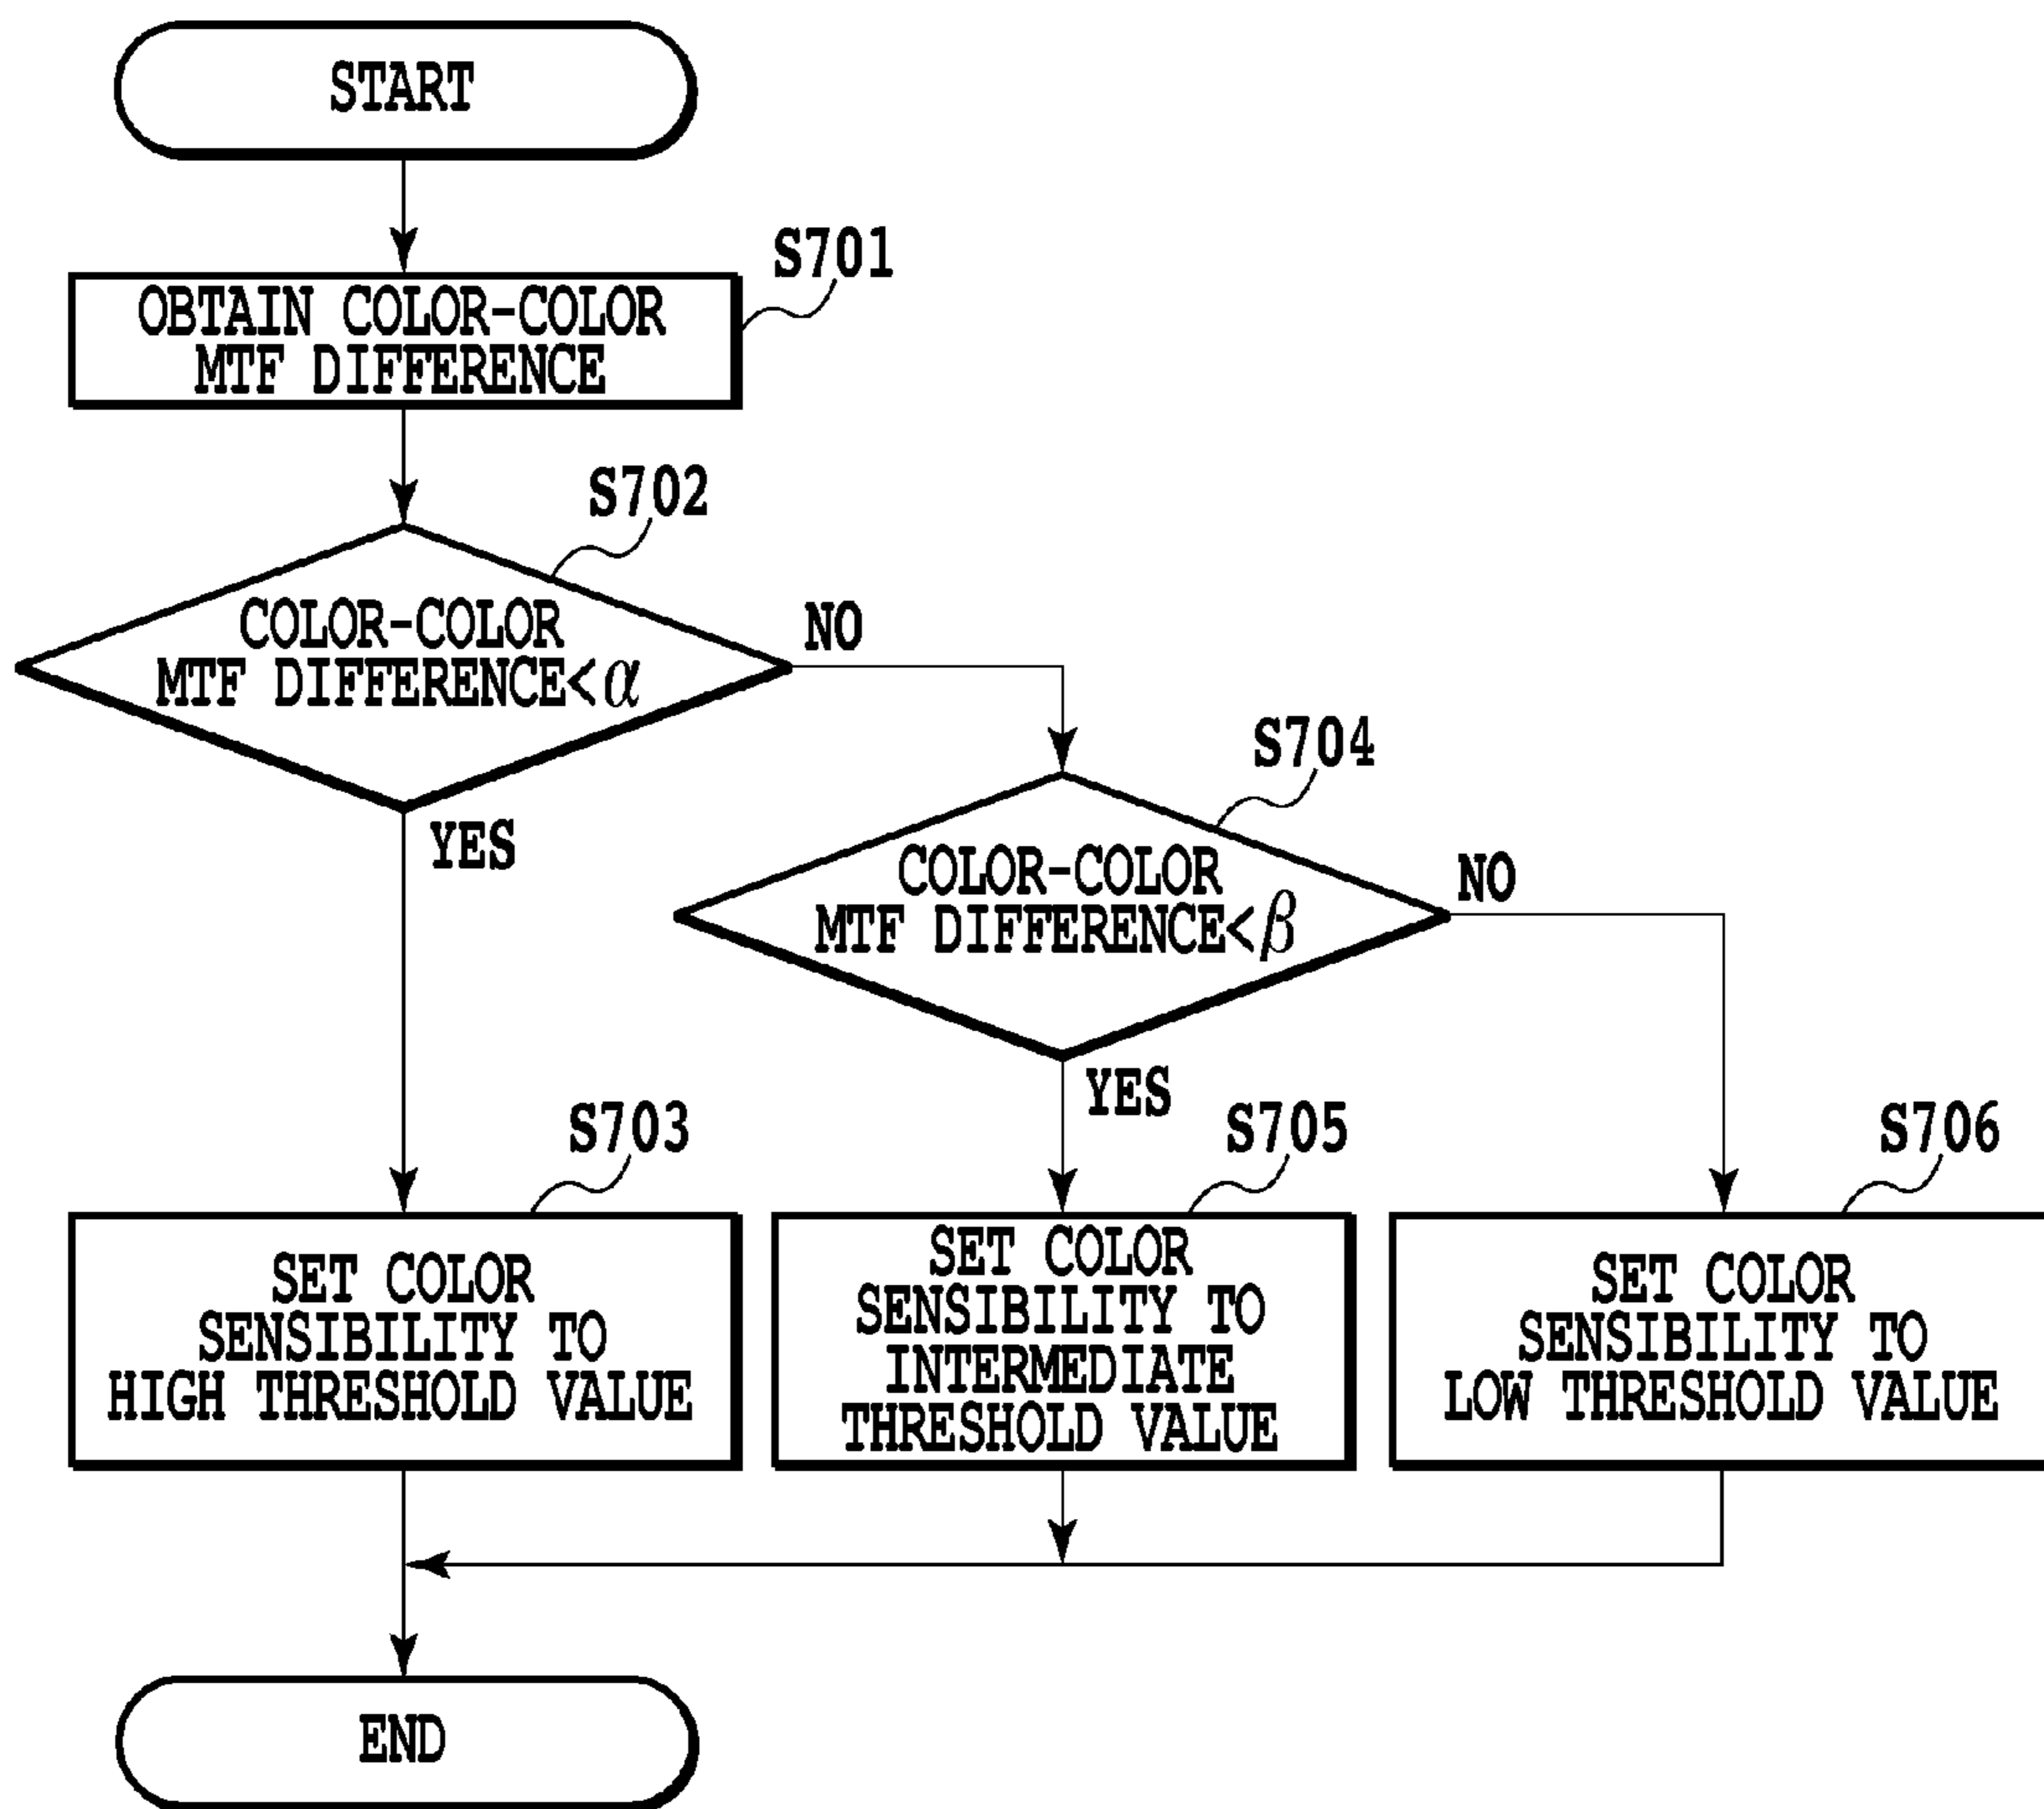 START
S701
OBTAIN COLOR-COLOR
MTF DIFFERENCE
S702
COLOR-COLOR
MTF DIFFERENCE<α
NO
YES
S704
COLOR-COLOR
MTF DIFFERENCE<β
NO
YES
S703
SET COLOR
SENSIBILITY TO
HIGH THRESHOLD VALUE
S705
SET COLOR
SENSIBILITY TO
INTERMEDIATE
THRESHOLD VALUE
S706
SET COLOR
SENSIBILITY TO
LOW THRESHOLD VALUE
END